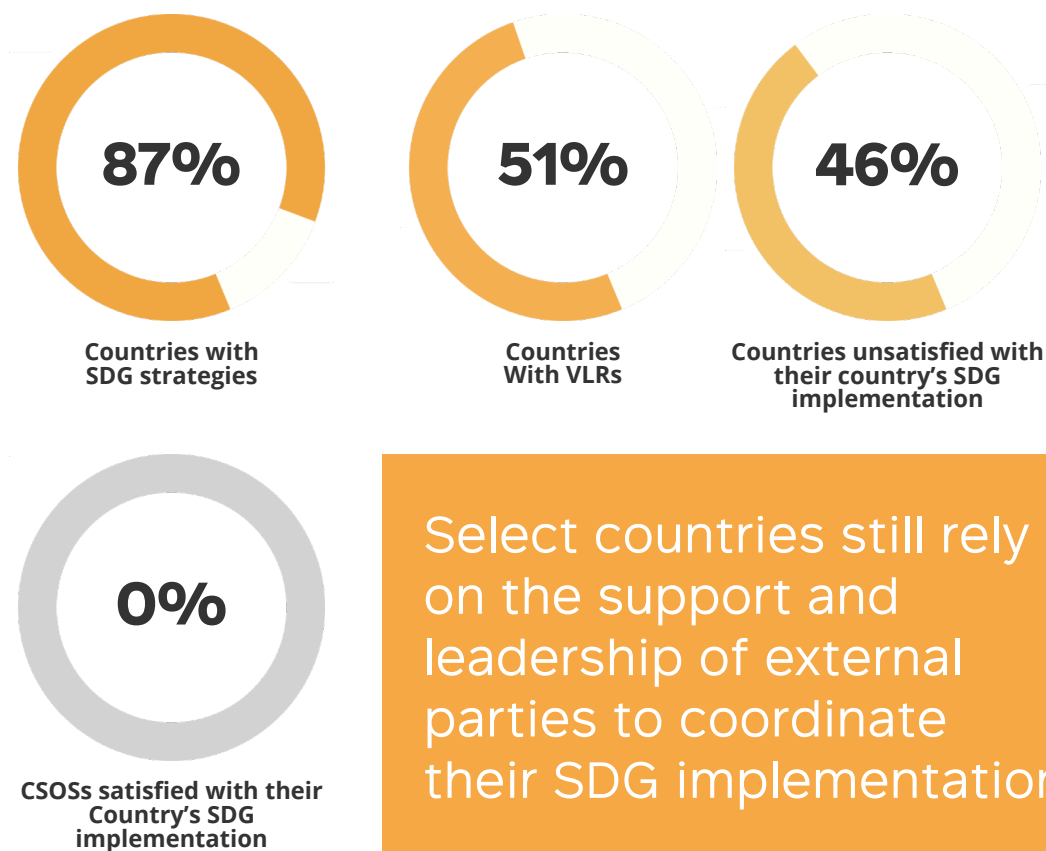 87%
Countries with
SDG strategies
51%
Countries
With VLRs
46%
Countries unsatisfied with
their country's SDG
implementation
0%
CSOSs satisfied with their
Country's SDG
implementation
Select countries still rely
on the support and
leadership of external
parties to coordinate
their SDG implementation